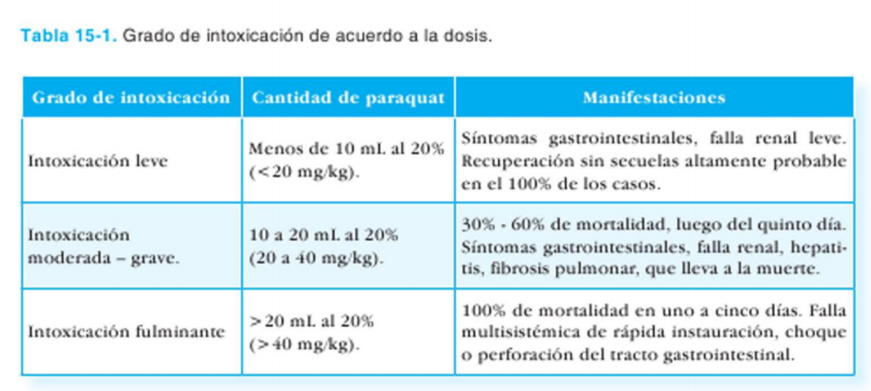 Tabla 15-1. Grado de intoxicación de acuerdo a la dosis.
Grado de intoxicación Cantidad de paraquat Manifestaciones
Intoxicación leve
Menos de 10 mL al 20%
(<20 mg/kg).
Síntomas gastrointestinales, falla renal leve.
Recuperación sin secuelas altamente probable
en el 100% de los casos.
Intoxicación
moderada – grave.
10 a 20 mL al 20%
(20 a 40 mg/kg).
30% - 60% de mortalidad, luego del quinto día.
Síntomas gastrointestinales, falla renal, hepati-
tis, fibrosis pulmonar, que lleva a la muerte.
Intoxicación fulminante
>20 mL al 20%
(>40 mg/kg).
100% de mortalidad en uno a cinco días. Falla
multisistémica de rápida instauración, choque
o perforación del tracto gastrointestinal.